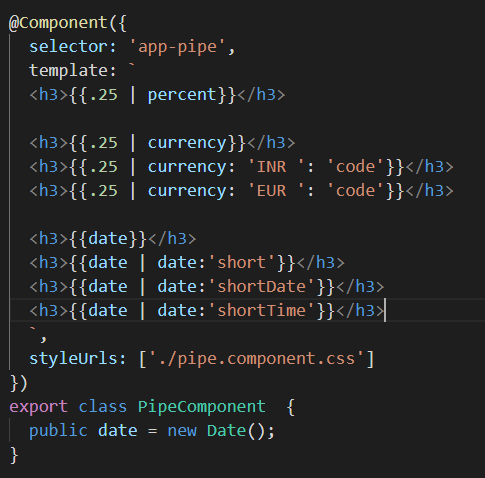 @Component({
  selector: 'app-pipe',
  template: `
  <h3>{{.25 | percent}}</h3>

  <h3>{{.25 | currency}}</h3>
  <h3>{{.25 | currency: 'INR ': 'code'}}</h3>
  <h3>{{.25 | currency: 'EUR ': 'code'}}</h3>

  <h3>{{date}}</h3>
  <h3>{{date | date:'short'}}</h3>
  <h3>{{date | date:'shortDate'}}</h3>
  <h3>{{date | date:'shortTime'}}</h3>
  `,
  styleUrls: ['./pipe.component.css']
})
export class PipeComponent  {
  public date = new Date();
}